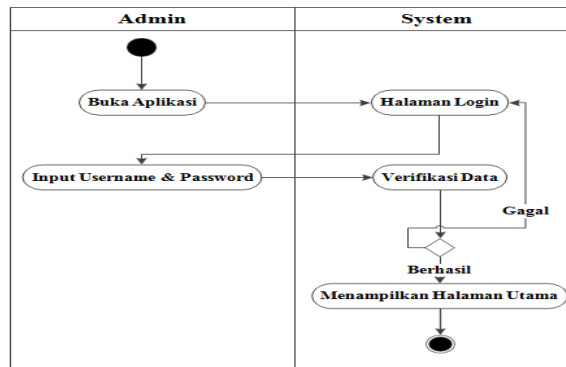 Admin
System
Buka Aplikasi
Halaman Login
Input Username & Password
Verifikasi Data
Gagal
Berhasil
Menampilkan Halaman Utama